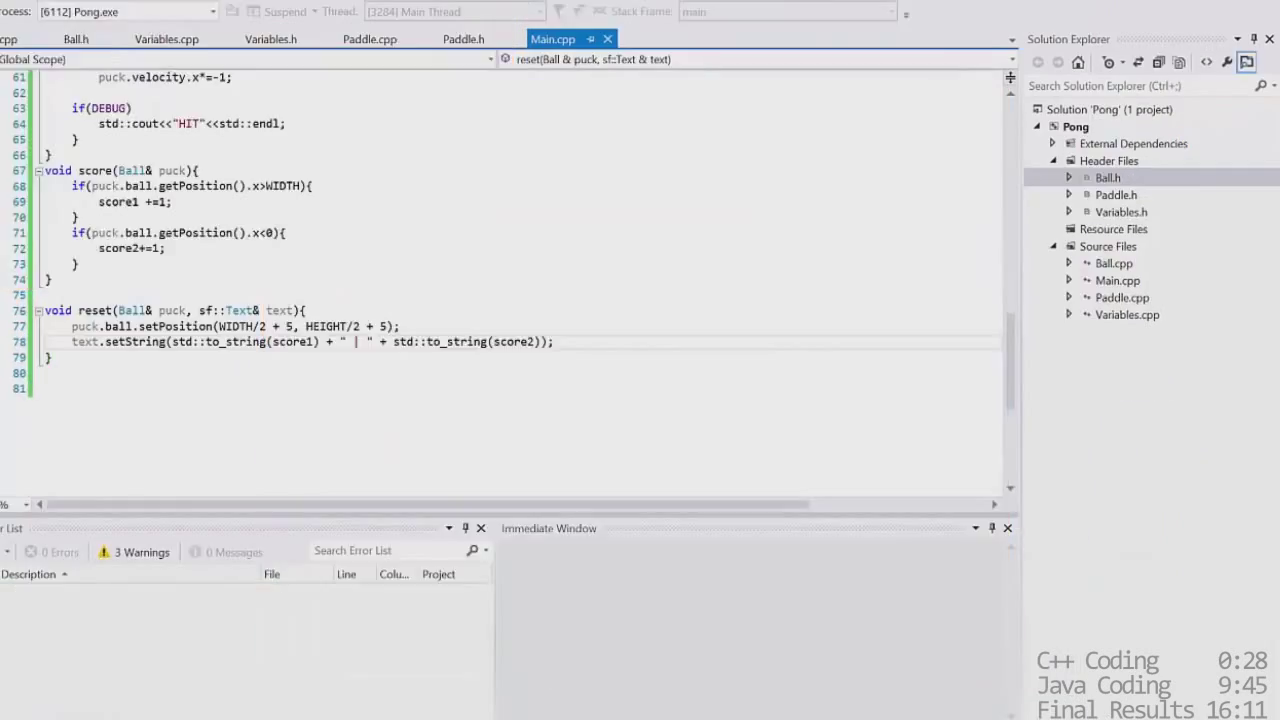 rocess: [6112] Pong.exe Suspend Thread: [3284] Main Thread Stack Frame: main
cpp Ball.h Variables.cpp Variables.h Paddle.cpp Paddle.h Main.cpp
Global Scope) reset(Ball & puck, sf::Text & text)
61 puck.velocity.x*=-1;
62
63 if(DEBUG)
64 std::cout<<"HIT"<<std::endl;
65 }
66 }
67 void score(Ball& puck){
68 if(puck.ball.getPosition().x>WIDTH){
69 score1 +=1;
70 }
71 if(puck.ball.getPosition().x<0){
72 score2+=1;
73 }
74 }
75
76 void reset(Ball& puck, sf::Text& text){
77 puck.ball.setPosition(WIDTH/2 + 5, HEIGHT/2 + 5);
78 text.setString(std::to_string(score1) + " | " + std::to_string(score2));
79 }
80
81
%
er List
0 Errors 3 Warnings 0 Messages Search Error List
Description File Line Colu... Project
Immediate Window
Solution Explorer
Search Solution Explorer (Ctrl+;)
Solution 'Pong' (1 project)
Pong
External Dependencies
Header Files
Ball.h
Paddle.h
Variables.h
Resource Files
Source Files
Ball.cpp
Main.cpp
Paddle.cpp
Variables.cpp
C++ Coding 0:28
Java Coding 9:45
Final Results 16:11